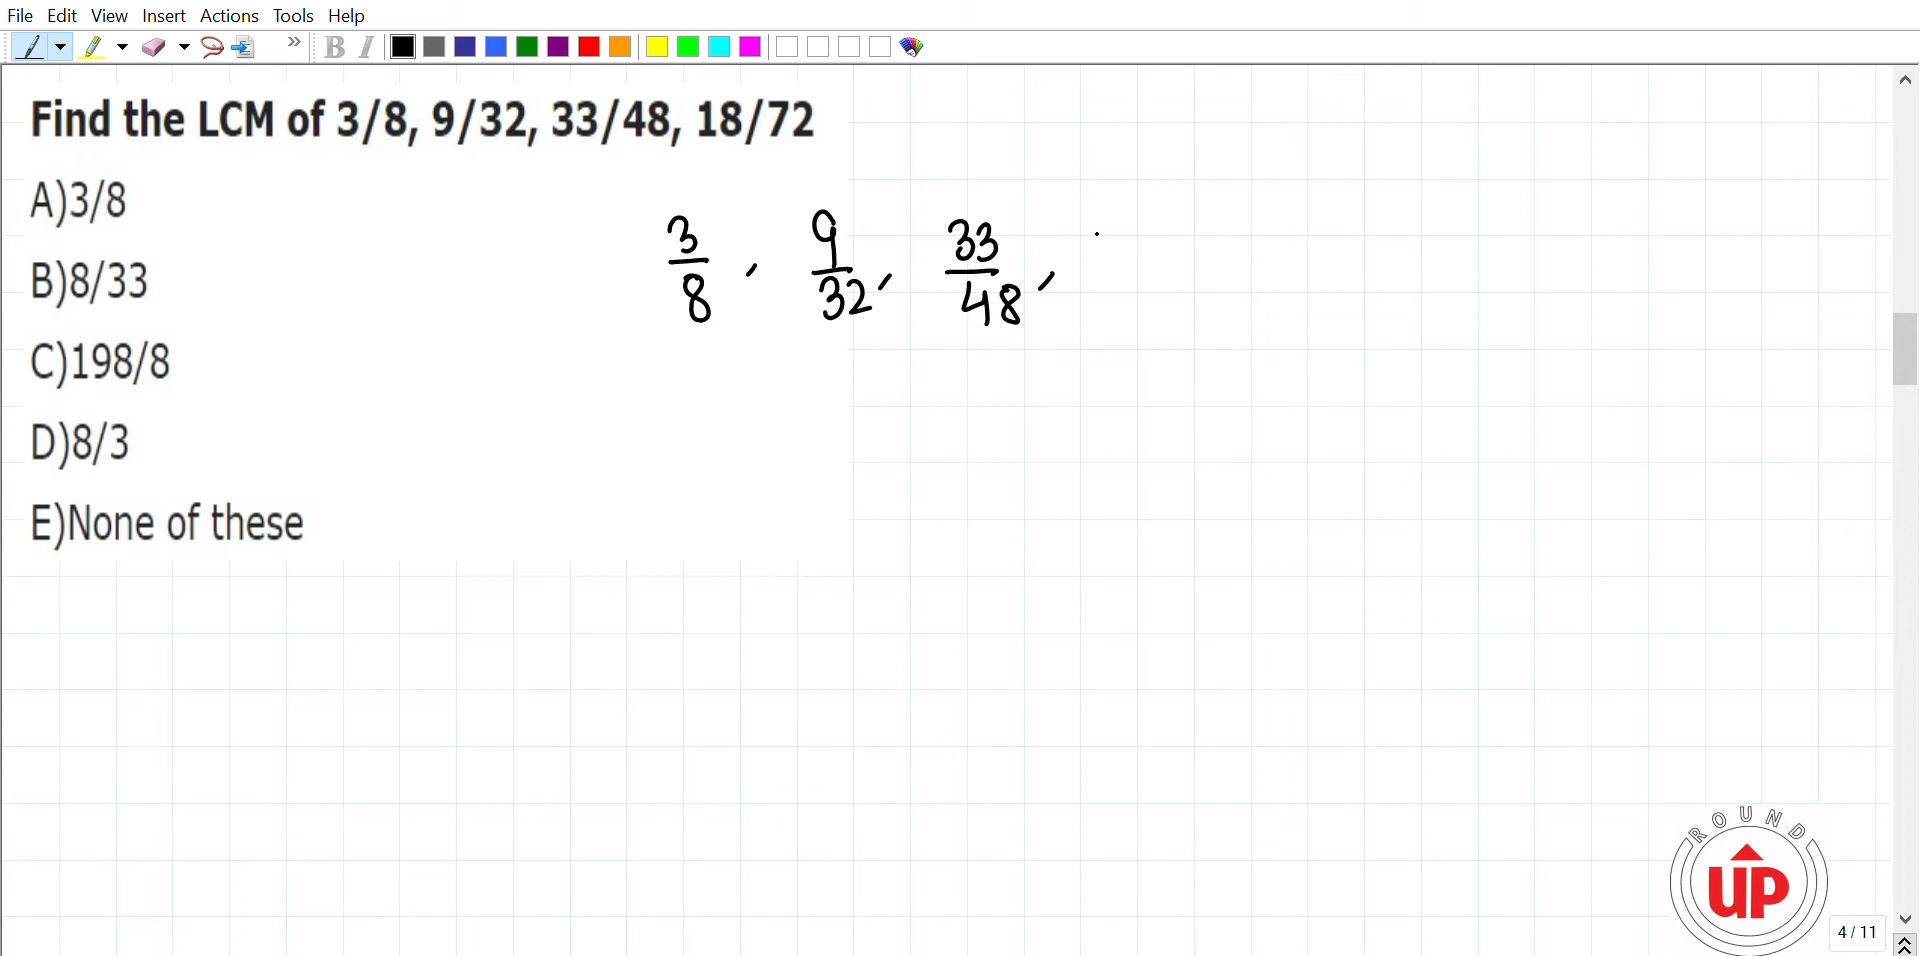 File Edit View Insert Actions Tools Help
B I
Find the LCM of 3/8, 9/32, 33/48, 18/72
A)3/8
B)8/33
C)198/8
D)8/3
E)None of these
3/8 , 9/32, 33/48,
ROUND
UP
4 / 11